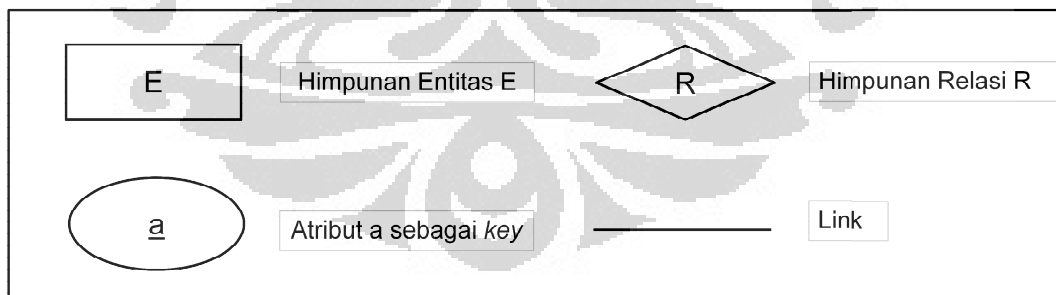 E
Himpunan Entitas E
R
Himpunan Relasi R
a
Atribut a sebagai key
Link